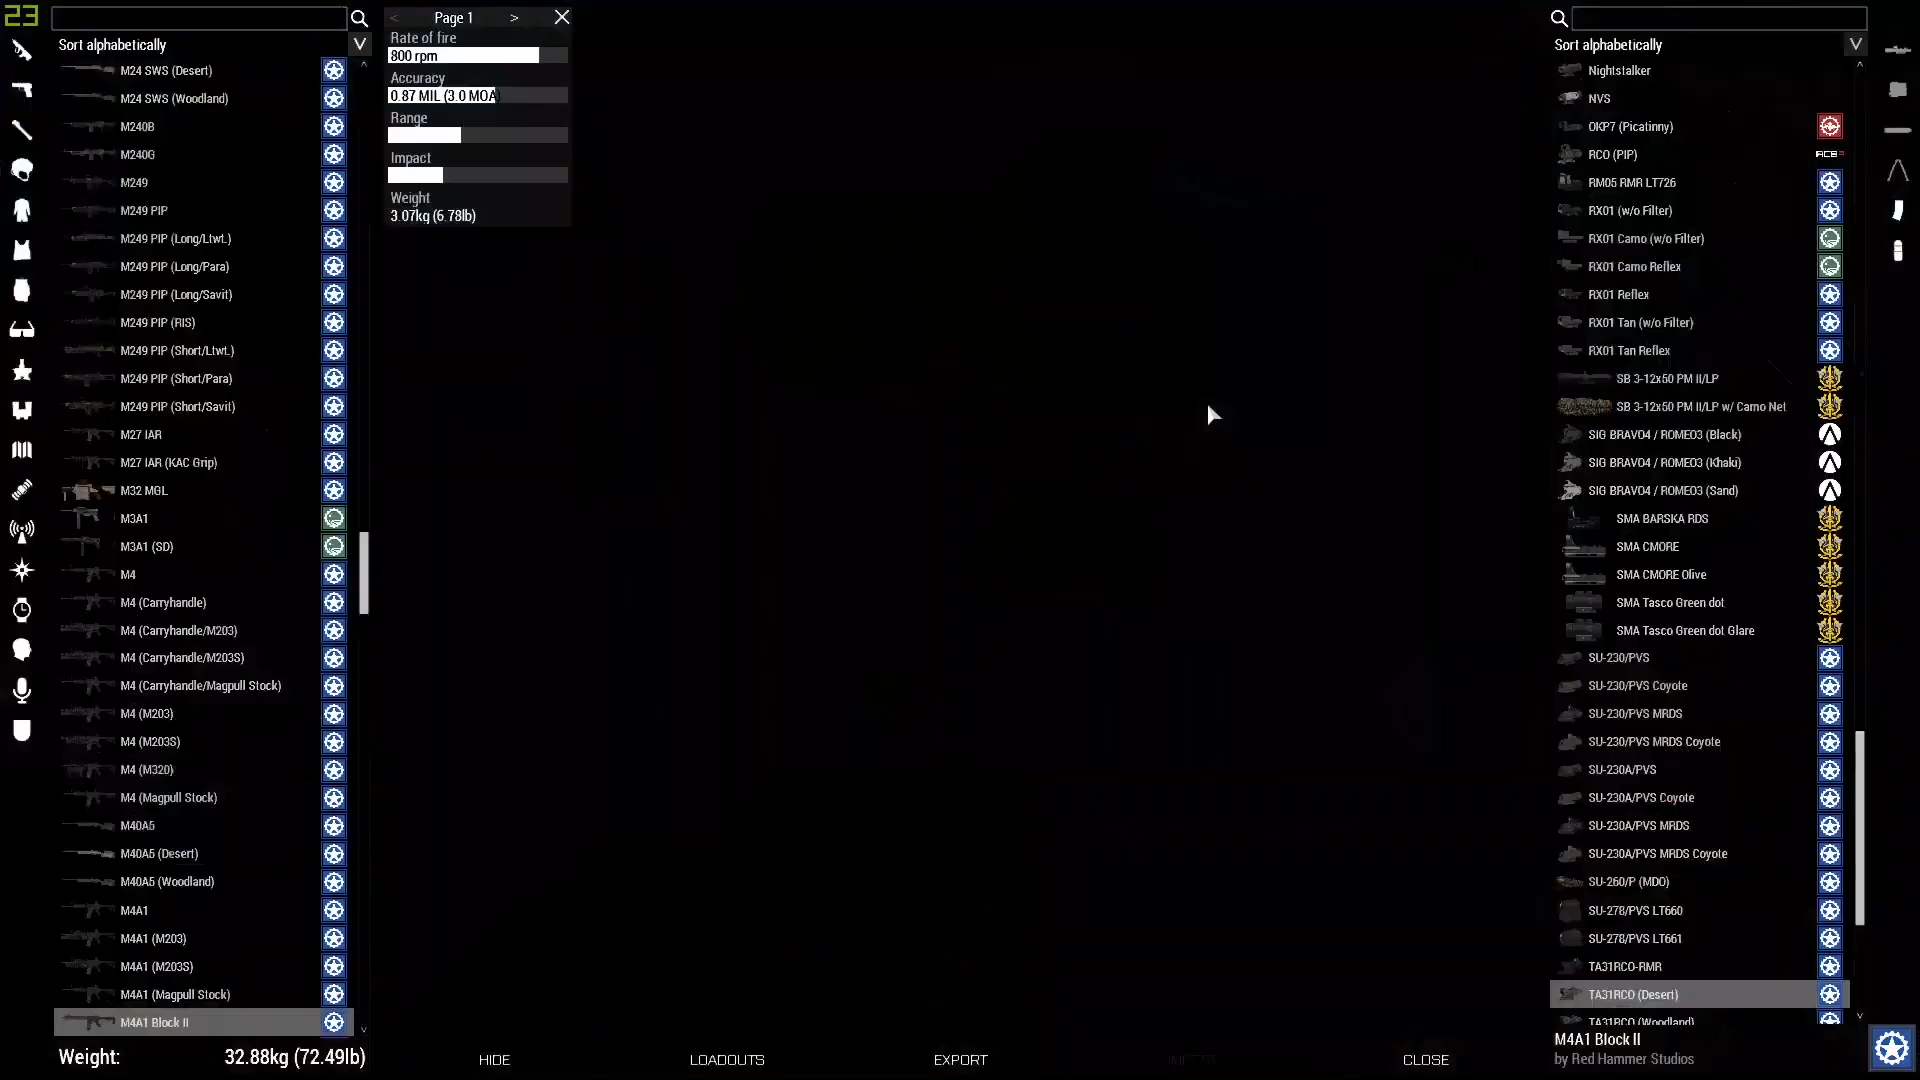 23
Sort alphabetically
V
M24 SWS (Desert)
M24 SWS (Woodland)
M240B
M240G
M249
M249 PIP
M249 PIP (Long/Ltwt.)
M249 PIP (Long/Para)
M249 PIP (Long/Savit)
M249 PIP (RIS)
M249 PIP (Short/Ltwt.)
M249 PIP (Short/Para)
M249 PIP (Short/Savit)
M27 IAR
M27 IAR (KAC Grip)
M32 MGL
M3A1
M3A1 (SD)
M4
M4 (Carryhandle)
M4 (Carryhandle/M203)
M4 (Carryhandle/M203S)
M4 (Carryhandle/Magpull Stock)
M4 (M203)
M4 (M203S)
M4 (M320)
M4 (Magpull Stock)
M40A5
M40A5 (Desert)
M40A5 (Woodland)
M4A1
M4A1 (M203)
M4A1 (M203S)
M4A1 (Magpull Stock)
M4A1 Block II
Weight: 32.88kg (72.49lb)
< Page 1 >
Rate of fire
800 rpm
Accuracy
0.87 MIL (3.0 MOA)
Range
Impact
Weight
3.07kg (6.78lb)
HIDE
LOADOUTS
EXPORT
CLOSE
Sort alphabetically
V
Nightstalker
NVS
OKP7 (Picatinny)
RCO (PIP)
ACE
RM05 RMR LT726
RX01 (w/o Filter)
RX01 Camo (w/o Filter)
RX01 Camo Reflex
RX01 Reflex
RX01 Tan (w/o Filter)
RX01 Tan Reflex
SB 3-12x50 PM II/LP
SB 3-12x50 PM II/LP w/ Camo Net
SIG BRAVO4 / ROMEO3 (Black)
SIG BRAVO4 / ROMEO3 (Khaki)
SIG BRAVO4 / ROMEO3 (Sand)
SMA BARSKA RDS
SMA CMORE
SMA CMORE Olive
SMA Tasco Green dot
SMA Tasco Green dot Glare
SU-230/PVS
SU-230/PVS Coyote
SU-230/PVS MRDS
SU-230/PVS MRDS Coyote
SU-230A/PVS
SU-230A/PVS Coyote
SU-230A/PVS MRDS
SU-230A/PVS MRDS Coyote
SU-260/P (MDO)
SU-278/PVS LT660
SU-278/PVS LT661
TA31RCO-RMR
TA31RCO (Desert)
TA31RCO (Woodland)
M4A1 Block II
by Red Hammer Studios